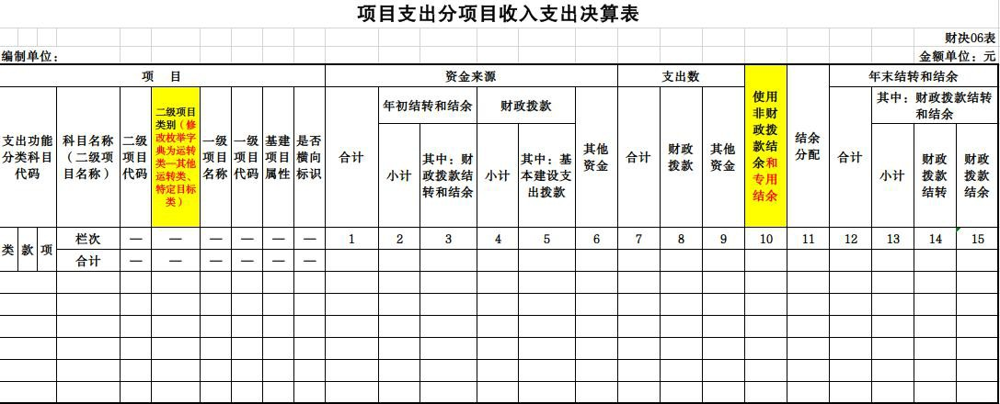 项目支出分项目收入支出决算表
财决06表
编制单位：
金额单位：元
项 目
资金来源
支出数
使用
非财
政拨
款结
余和
专用
结余
结余
分配
年末结转和结余
支出功能
分类科目
代码
科目名称
（二级项
目名称）
二级
项目
代码
二级项目
类别（修
改枚举字
典为运转
类—其他
运转类、
特定目标
类）
一级
项目
名称
一级
项目
代码
基建
项目
属性
是否
横向
标识
合计
年初结转和结余
小计
其中：财
政拨款结
转和结余
财政拨款
小计
其中：基
本建设支
出拨款
其他
资金
合计
财政
拨款
其他
资金
合计
其中：财政拨款结转
和结余
小计
财政
拨款
结转
财政
拨款
结余
类 款 项
栏次 — — — — — — 1 2 3 4 5 6 7 8 9 10 11 12 13 14 15
合计 — — — — — —